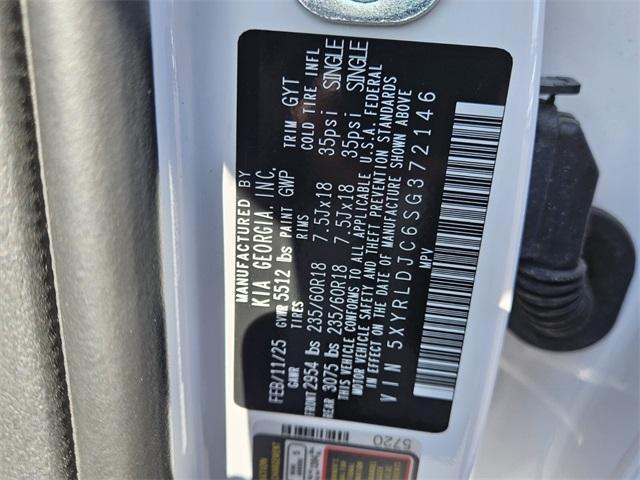 MANUFACTURED BY
KIA GEORGIA, INC.
FEB/11/25 GVWR 5512 lbs PAINT GWP TRIM GYT
GAWR TIRES RIMS COLD TIRE INFL
FRONT 2954 lbs 235/60R18 7.5Jx18 35psi SINGLE
REAR 3075 lbs 235/60R18 7.5Jx18 35psi SINGLE
THIS VEHICLE CONFORMS TO ALL APPLICABLE U.S.A. FEDERAL
MOTOR VEHICLE SAFETY AND THEFT PREVENTION STANDARDS
IN EFFECT ON THE DATE OF MANUFACTURE SHOWN ABOVE
VIN 5XYRLDJC6SG372146
MPV
5720